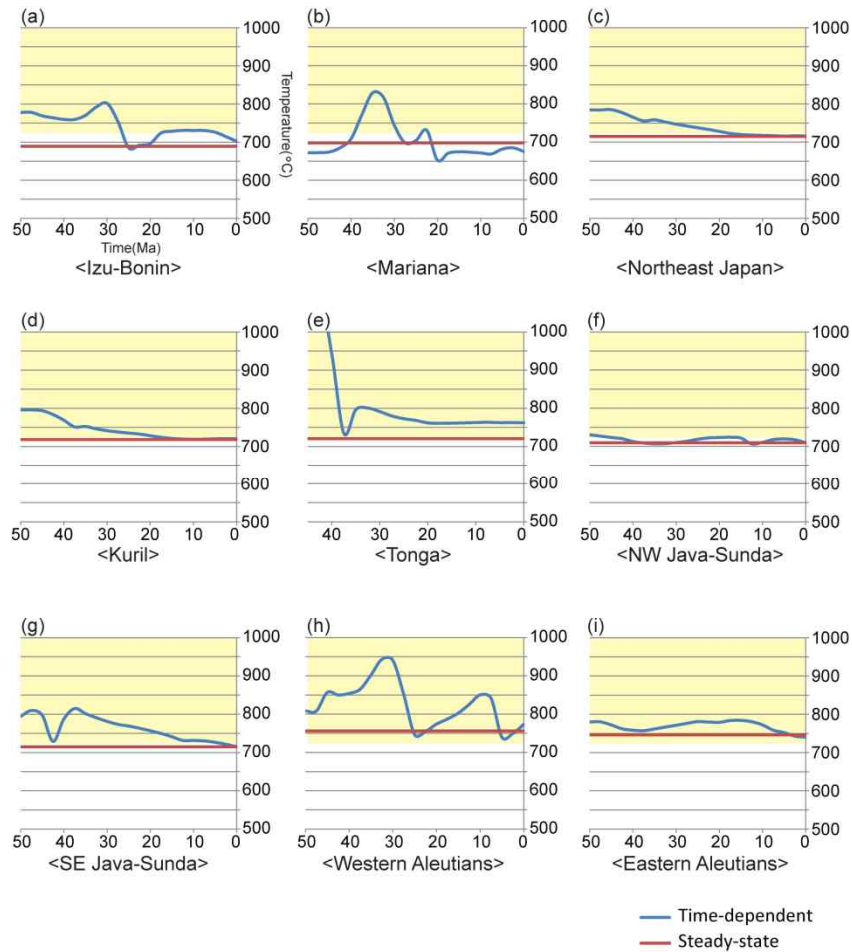 (a) (b) (c)
1000 1000 1000
900 900 900
800 800 800
700 700 700
600 600 600
500 500 500
Temperature(°C)
50 40 30 20 10 0 50 40 30 20 10 0 50 40 30 20 10 0
Time(Ma)
<Izu-Bonin> <Mariana> <Northeast Japan>
(d) (e) (f)
1000 1000 1000
900 900 900
800 800 800
700 700 700
600 600 600
500 500 500
50 40 30 20 10 0 40 30 20 10 0 50 40 30 20 10 0
<Kuril> <Tonga> <NW Java-Sunda>
(g) (h) (i)
1000 1000 1000
900 900 900
800 800 800
700 700 700
600 600 600
500 500 500
50 40 30 20 10 0 50 40 30 20 10 0 50 40 30 20 10 0
<SE Java-Sunda> <Western Aleutians> <Eastern Aleutians>
Time-dependent
Steady-state